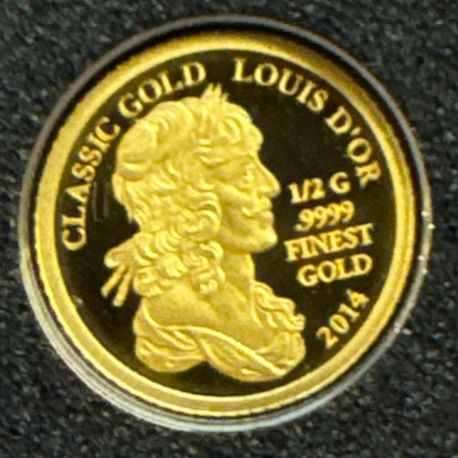 CLASSIC GOLD LOUIS D'OR
1/2 G
.9999
FINEST
GOLD
2014